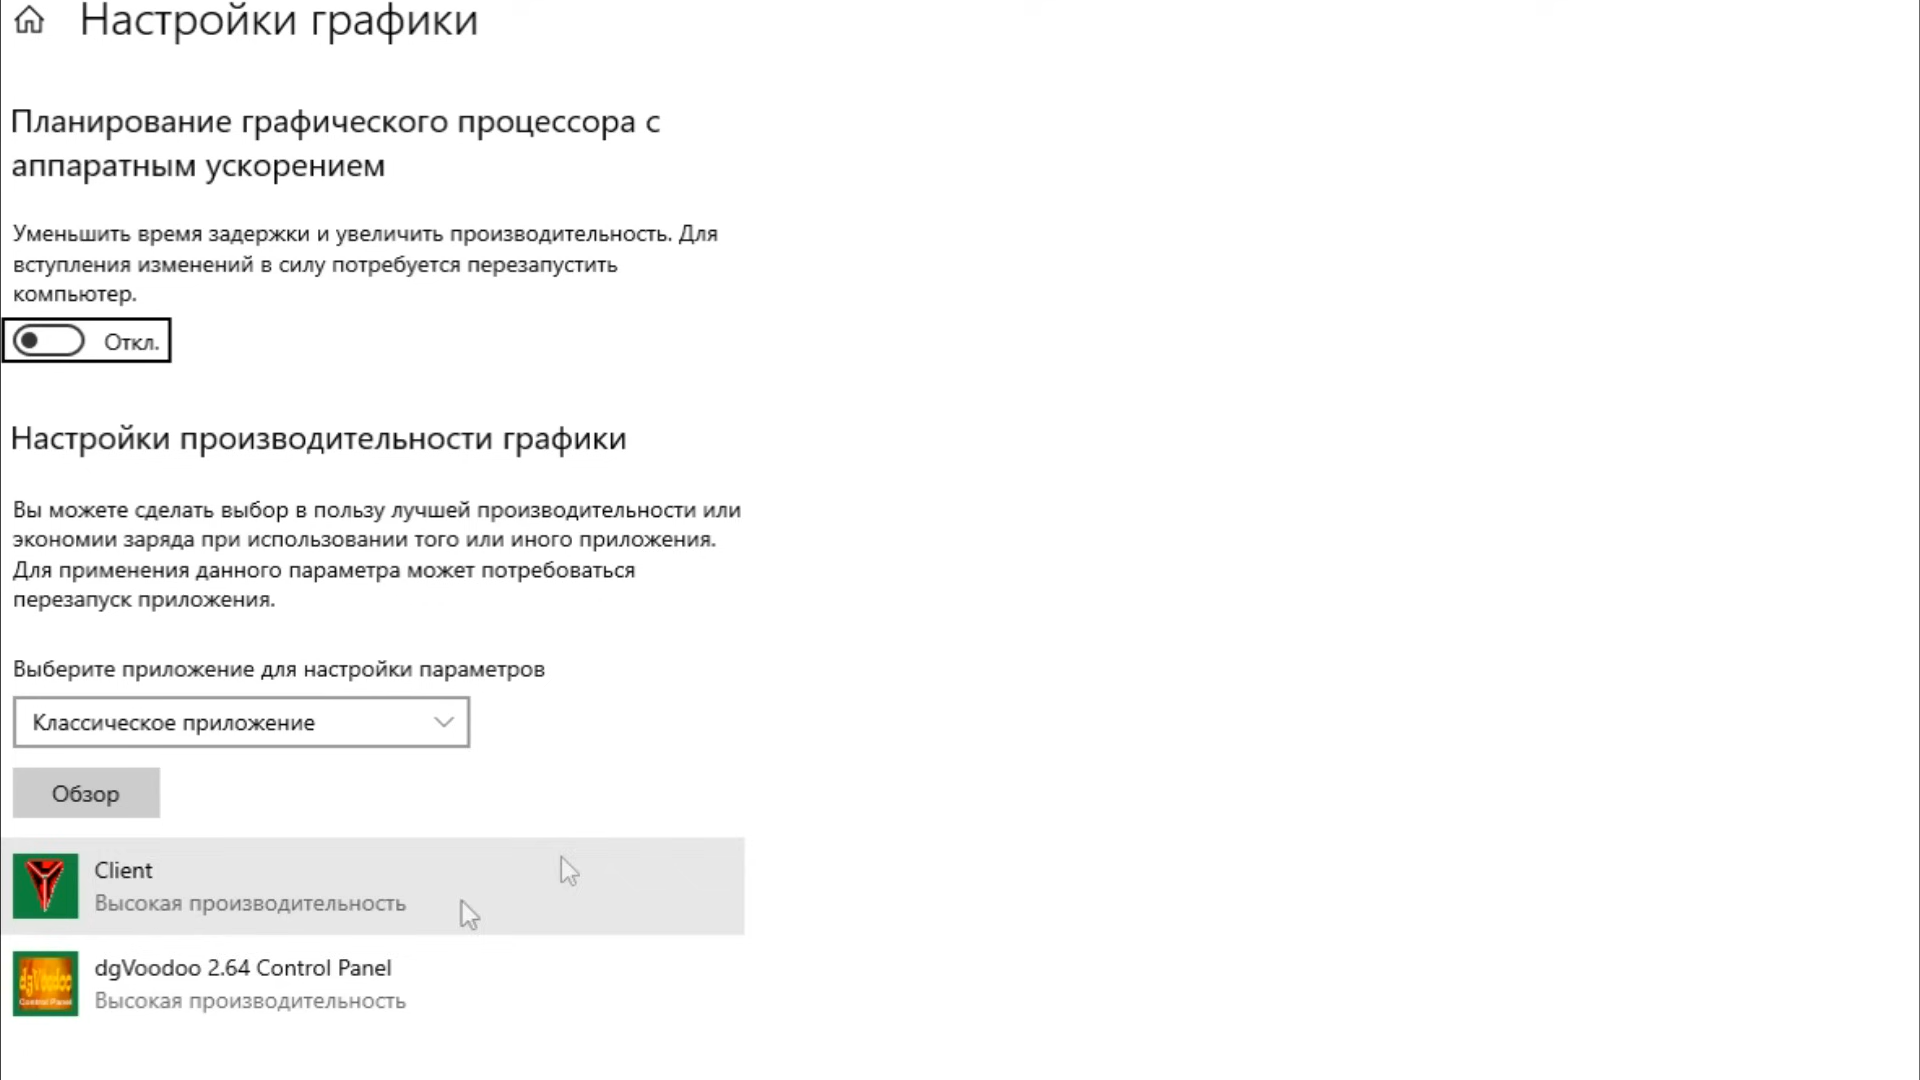 Настройки графики
Планирование графического процессора с
аппаратным ускорением
Уменьшить время задержки и увеличить производительность. Для
вступления изменений в силу потребуется перезапустить
компьютер.
Откл.
Настройки производительности графики
Вы можете сделать выбор в пользу лучшей производительности или
экономии заряда при использовании того или иного приложения.
Для применения данного параметра может потребоваться
перезапуск приложения.
Выберите приложение для настройки параметров
Классическое приложение
Обзор
Client
Высокая производительность
dgVoodoo
Control Panel
dgVoodoo 2.64 Control Panel
Высокая производительность